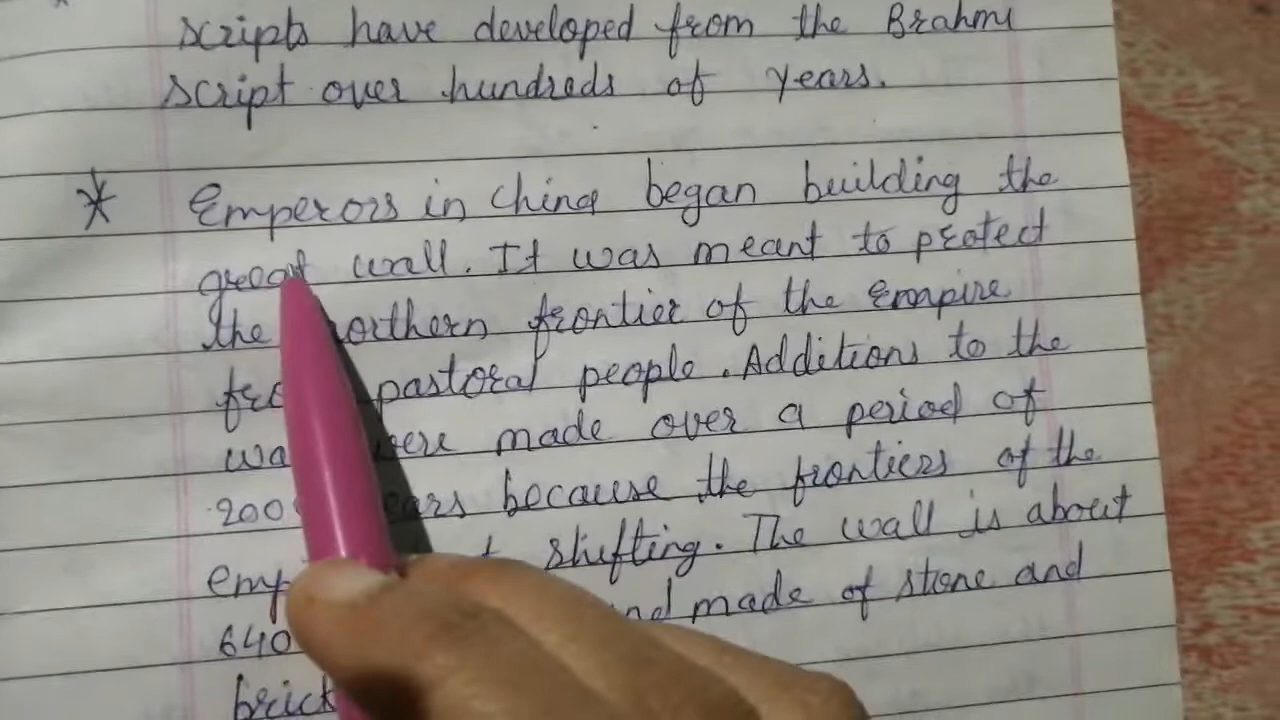 scripts have developed from the Brahmi
script over hundreds of years.
* Emperors in China began building the
great wall. It was meant to protect
the northern frontier of the Empire
pastoral people. Additions to the
made over a period of
because the frontiers of the
shifting. The wall is about
made of stone and